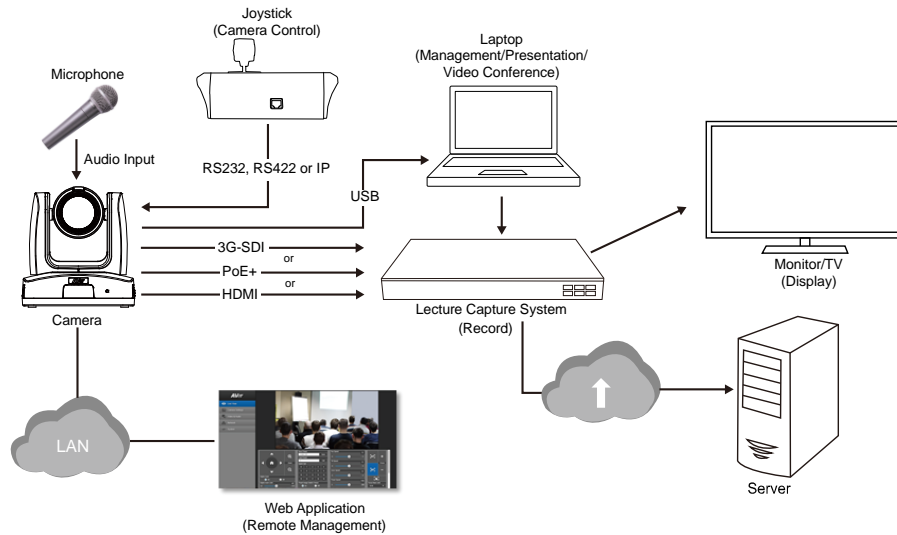 Joystick
(Camera Control)
Laptop
(Management/Presentation/
Video Conference)
Microphone
Audio Input
RS232, RS422 or IP
USB
3G-SDI
or
PoE+
or
HDMI
Camera
Lecture Capture System
(Record)
Monitor/TV
(Display)
LAN
AVer
Web Application
(Remote Management)
Server